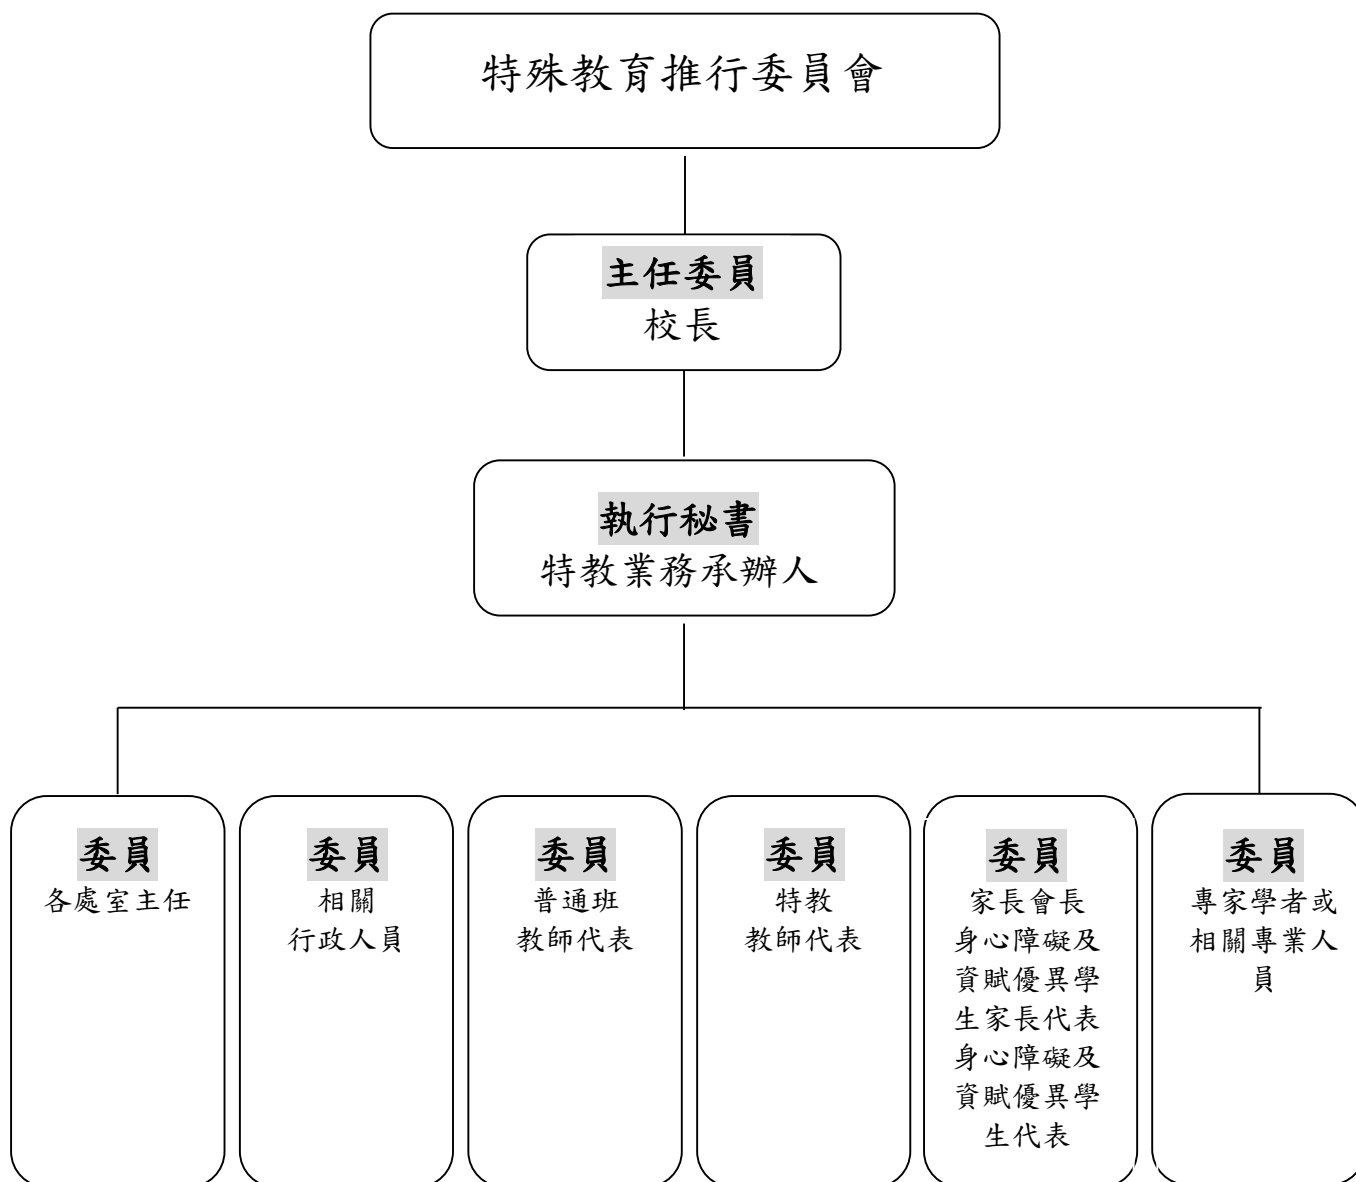 特殊教育推行委員會
主任委員
校長
執行秘書
特教業務承辦人
委員
各處室主任
委員
相關
行政人員
委員
普通班
教師代表
委員
特教
教師代表
委員
家長會長
身心障礙及
資賦優異學
生家長代表
身心障礙及
資賦優異學
生代表
委員
專家學者或
相關專業人
員